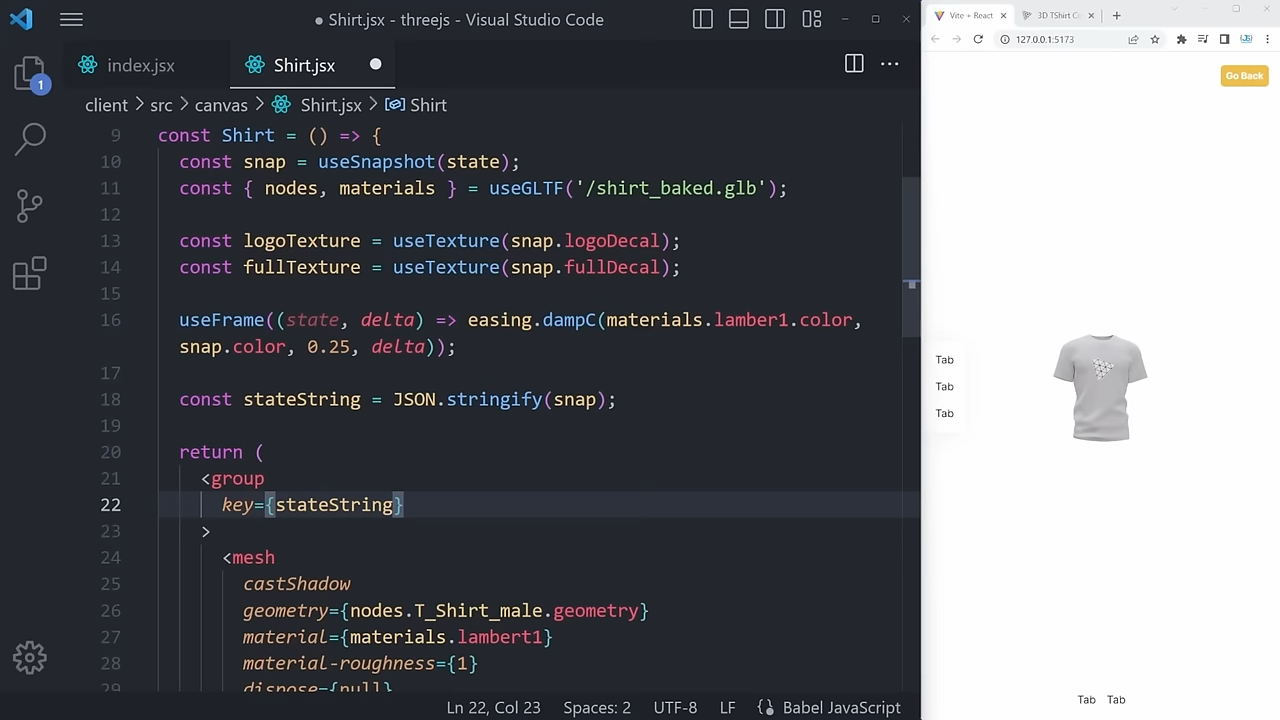 ● Shirt.jsx - threejs - Visual Studio Code
1
index.jsx
Shirt.jsx
client > src > canvas > Shirt.jsx > Shirt
9 const Shirt = () => {
10 const snap = useSnapshot(state);
11 const { nodes, materials } = useGLTF('/shirt_baked.glb');
12
13 const logoTexture = useTexture(snap.logoDecal);
14 const fullTexture = useTexture(snap.fullDecal);
15
16 useFrame((state, delta) => easing.dampC(materials.lamber1.color,
snap.color, 0.25, delta));
17
18 const stateString = JSON.stringify(snap);
19
20 return (
21 <group
22 key={stateString}
23 >
24 <mesh
25 castShadow
26 geometry={nodes.T_Shirt_male.geometry}
27 material={materials.lambert1}
28 material-roughness={1}
29 dispose={null}
Ln 22, Col 23 Spaces: 2 UTF-8 LF Babel JavaScript
Vite + React
3D TShirt C
127.0.0.1:5173
Go Back
Tab
Tab
Tab
Tab Tab